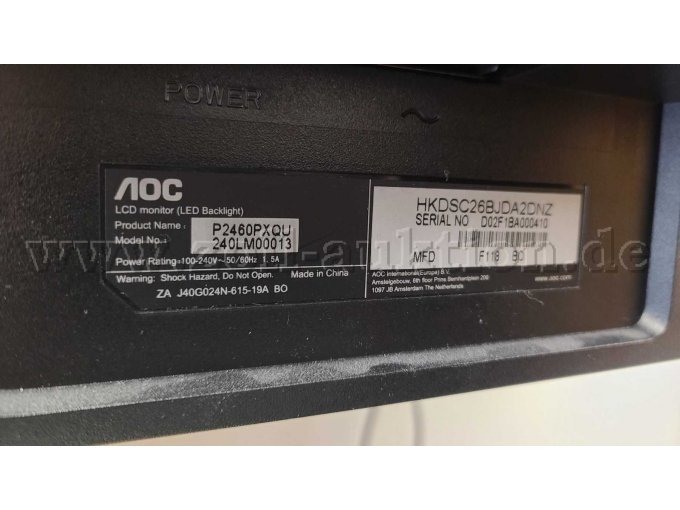 POWER
AOC
LCD monitor (LED Backlight)
Product Name: P2460PXQU
Model No.: 240LM00013
Power Rating:100-240V~50/60Hz 1.5A
Warning: Shock Hazard, Do Not Open. Made in China
ZA J40G024N-615-19A BO
HKDSC26BJDA2DNZ
SERIAL NO D02F1BA000410
MFD F118 BO
AOC International(Europe) B.V.
Amstelgebouw, 6th floor Prins Bernhardplein 200
1097 JB Amsterdam The Netherlands
www.aoc.com